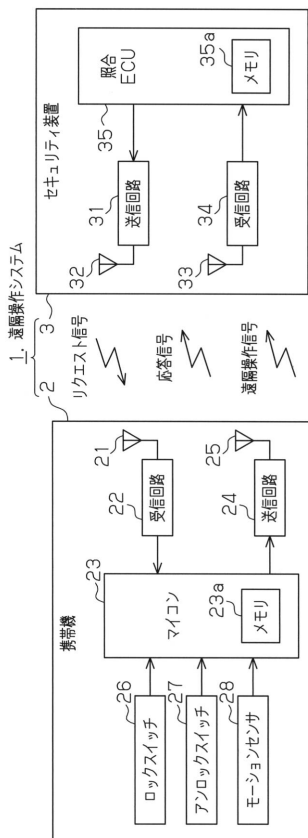 1. 遠隔操作システム
2
3
携帯機
26
ロックスイッチ
27
アンロックスイッチ
28
モーションセンサ
23
マイコン
23a
メモリ
21
22
受信回路
25
24
送信回路
リクエスト信号
応答信号
遠隔操作信号
セキュリティ装置
32
31
送信回路
33
34
受信回路
35
照合
ECU
35a
メモリ